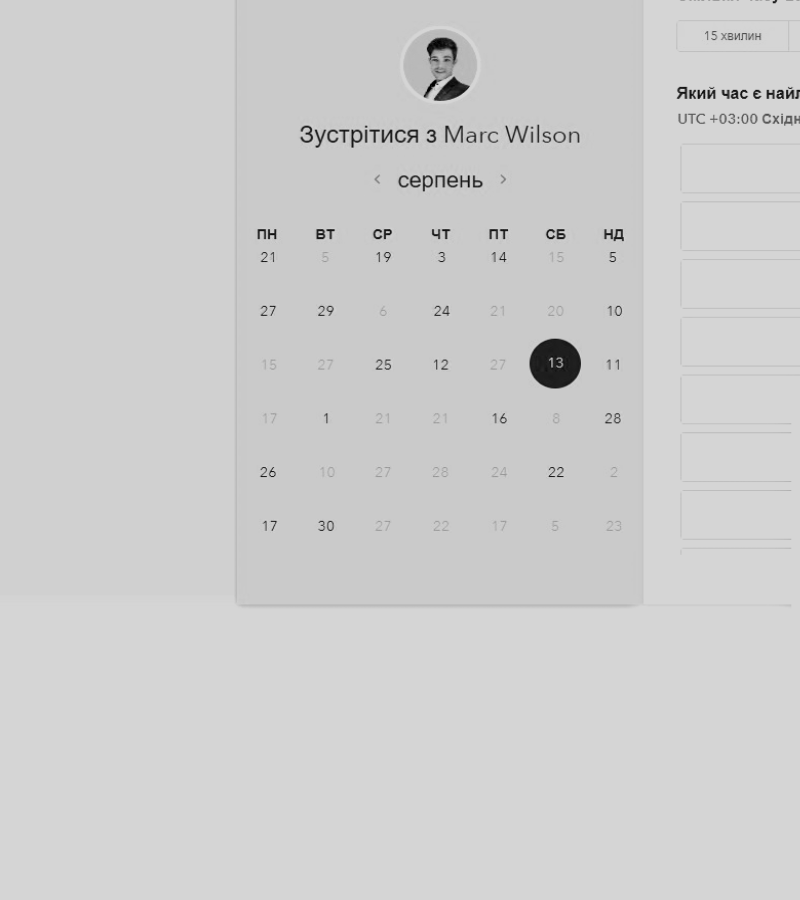 15 хвилин
Який час є
UTC +03:00
Зустрітися з Marc Wilson
< серпень >
ПН ВТ СР ЧТ ПТ СБ НД
21 5 19 3 14 15 5
27 29 6 24 21 20 10
15 27 25 12 27 13 11
17 1 21 21 16 8 28
26 10 27 28 24 22 2
17 30 27 22 17 5 23